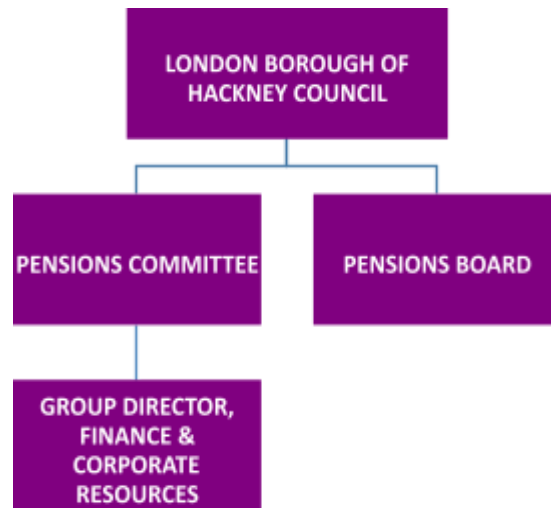 LONDON BOROUGH OF
HACKNEY COUNCIL
PENSIONS COMMITTEE
PENSIONS BOARD
GROUP DIRECTOR,
FINANCE &
CORPORATE
RESOURCES